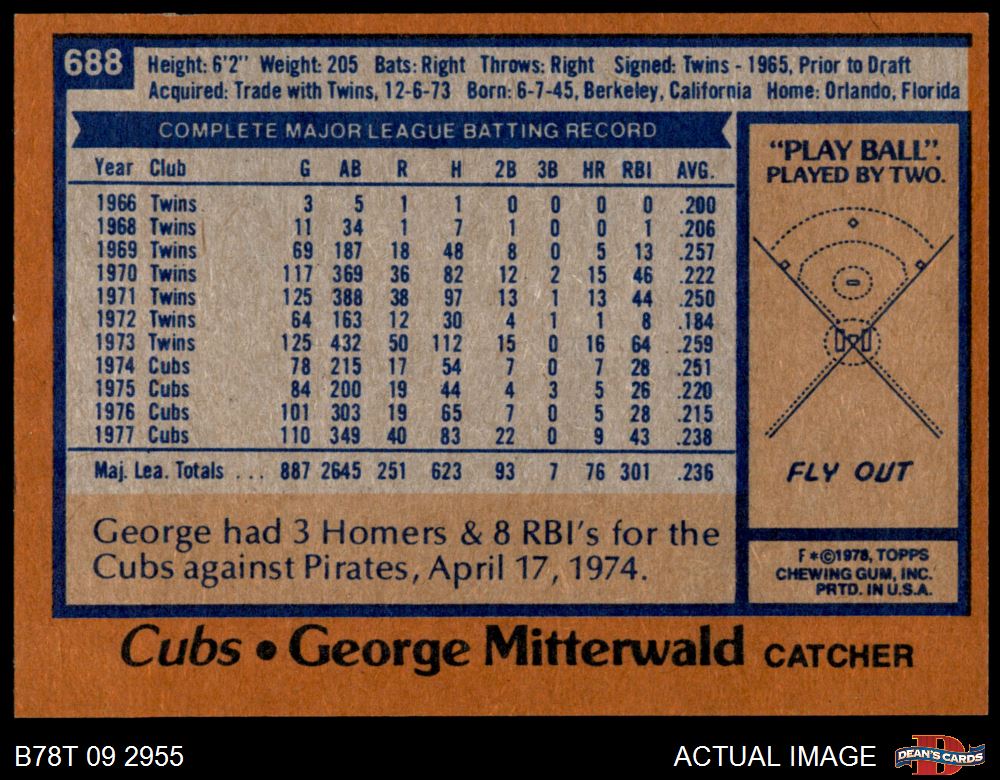 688
Height: 6'2" Weight: 205 Bats: Right Throws: Right Signed: Twins - 1965, Prior to Draft
Acquired: Trade with Twins, 12-6-73 Born: 6-7-45, Berkeley, California Home: Orlando, Florida
COMPLETE MAJOR LEAGUE BATTING RECORD
Year Club G AB R H 2B 3B HR RBI AVG.
1966 Twins 3 5 1 1 0 0 0 0 .200
1968 Twins 11 34 1 7 1 0 0 1 .206
1969 Twins 69 187 18 48 8 0 5 13 .257
1970 Twins 117 369 36 82 12 2 15 46 .222
1971 Twins 125 388 38 97 13 1 13 44 .250
1972 Twins 64 163 12 30 4 1 1 8 .184
1973 Twins 125 432 50 112 15 0 16 64 .259
1974 Cubs 78 215 17 54 7 0 7 28 .251
1975 Cubs 84 200 19 44 4 3 5 26 .220
1976 Cubs 101 303 19 65 7 0 5 28 .215
1977 Cubs 110 349 40 83 22 0 9 43 .238
Maj. Lea. Totals ... 887 2645 251 623 93 7 76 301 .236
George had 3 Homers & 8 RBI's for the
Cubs against Pirates, April 17, 1974.
"PLAY BALL".
PLAYED BY TWO.
FLY OUT
F*©1978, TOPPS
CHEWING GUM, INC.
PRTD. IN U.S.A.
Cubs • George Mitterwald CATCHER
B78T 09 2955
ACTUAL IMAGE
DEAN'S CARDS